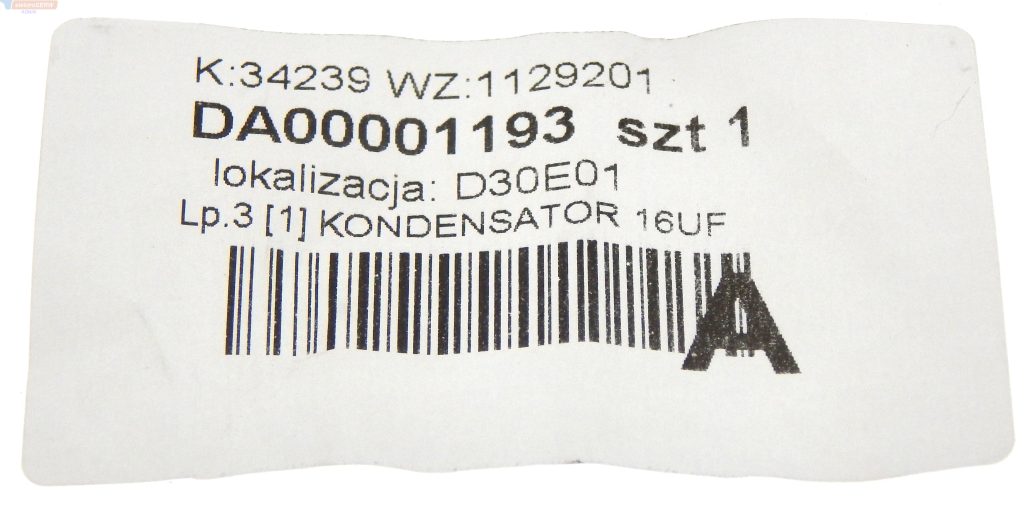 K:34239 WZ:1129201
DA00001193 szt 1
lokalizacja: D30E01
Lp.3 [1] KONDENSATOR 16UF
A